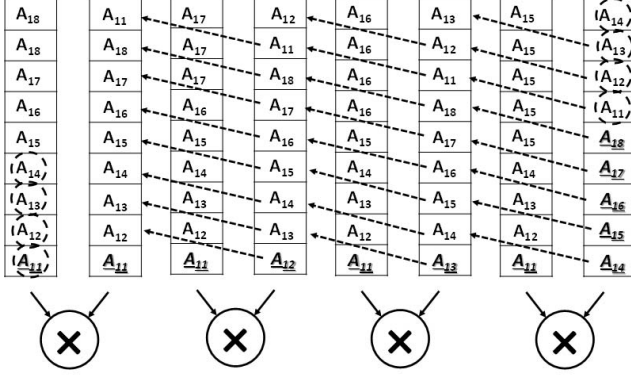 A18 A11 A17 A12 A16 A13 A15 A14
A18 A18 A17 A11 A16 A12 A15 A13
A17 A17 A17 A18 A16 A11 A15 A12
A16 A16 A16 A17 A16 A18 A15 A11
A15 A15 A15 A16 A15 A17 A15 A18
A14 A14 A14 A15 A14 A16 A14 A17
A13 A13 A13 A14 A13 A15 A13 A16
A12 A12 A12 A13 A12 A14 A12 A15
A11 A11 A11 A12 A11 A13 A11 A14
× × × ×